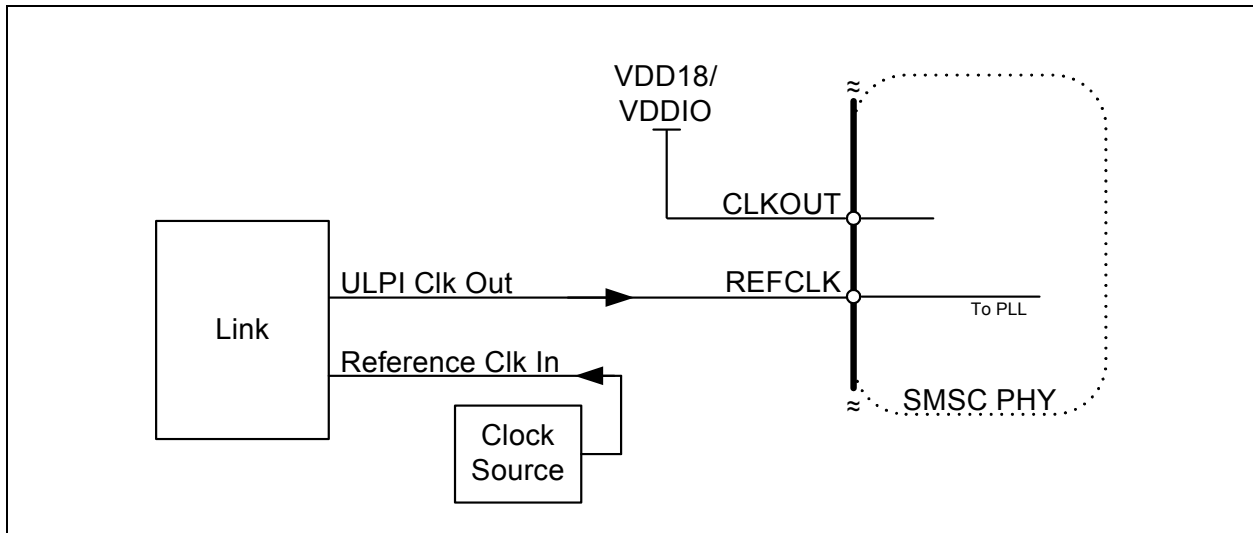 VDD18/
VDDIO
CLKOUT
ULPI Clk Out
REFCLK
To PLL
Link
Reference Clk In
SMSC PHY
Clock
Source